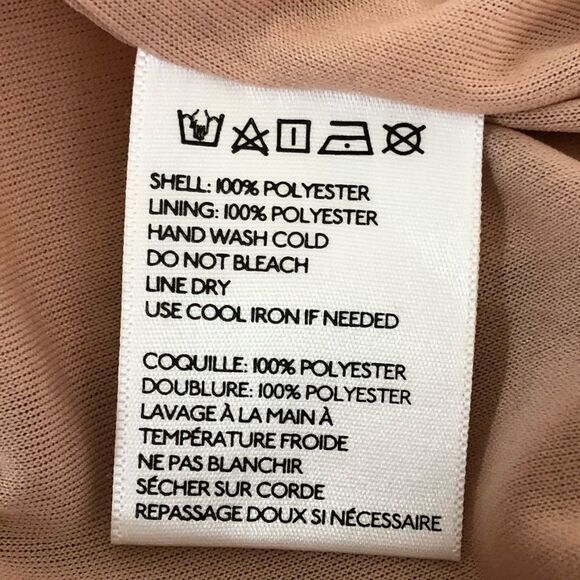 SHELL: 100% POLYESTER
LINING: 100% POLYESTER
HAND WASH COLD
DO NOT BLEACH
LINE DRY
USE COOL IRON IF NEEDED
COQUILLE: 100% POLYESTER
DOUBLURE: 100% POLYESTER
LAVAGE À LA MAIN À
TEMPÉRATURE FROIDE
NE PAS BLANCHIR
SÉCHER SUR CORDE
REPASSAGE DOUX SI NÉCESSAIRE